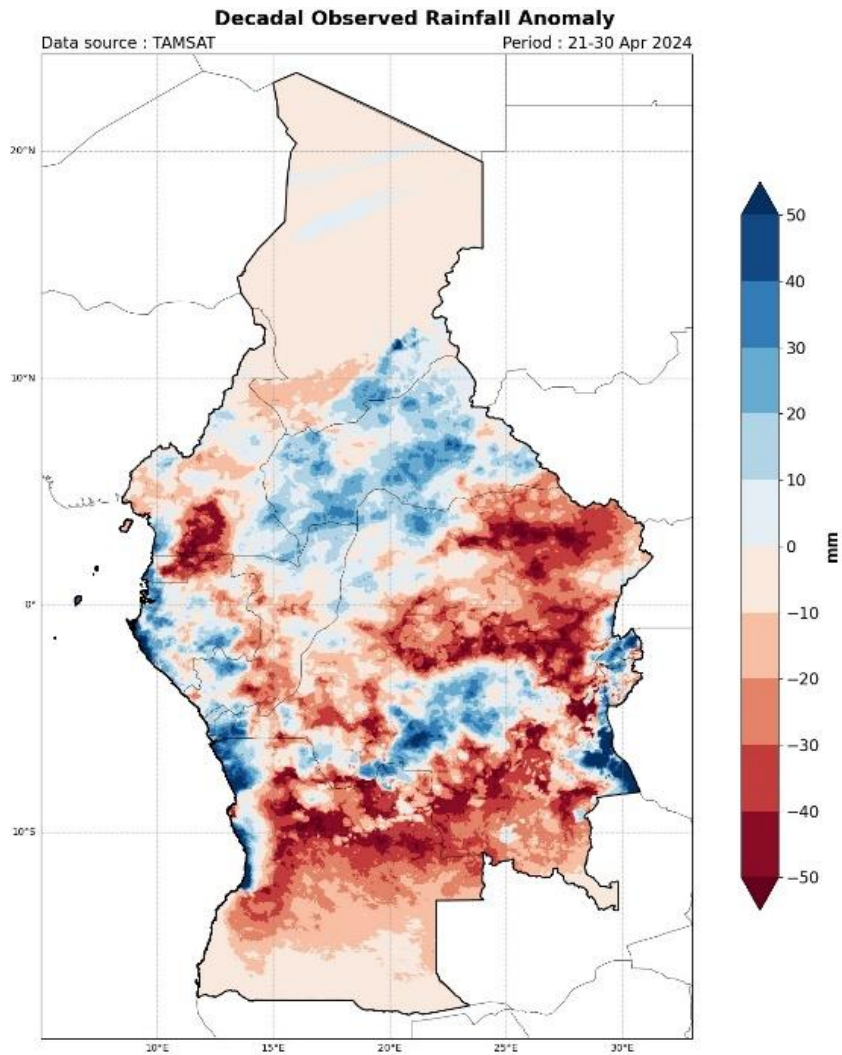 Decadal Observed Rainfall Anomaly
Data source : TAMSAT
Period : 21-30 Apr 2024
20°N
10°N
0°
10°S
10°E
15°E
20°E
25°E
30°E
50
40
30
20
10
0
−10
−20
−30
−40
−50
mm